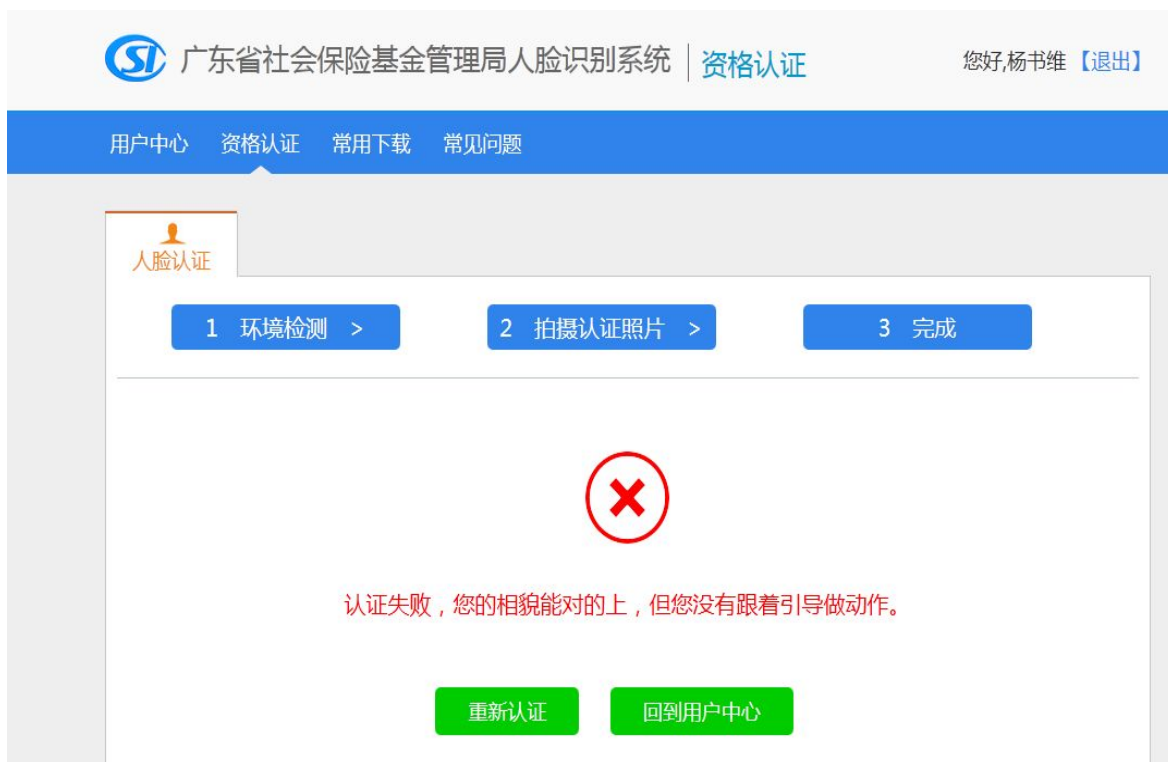 SI 广东省社会保险基金管理局人脸识别系统 资格认证 您好,杨书维 【退出】
用户中心 资格认证 常用下载 常见问题
人脸认证
1 环境检测 > 2 拍摄认证照片 > 3 完成
认证失败，您的相貌能对的上，但您没有跟着引导做动作。
重新认证 回到用户中心